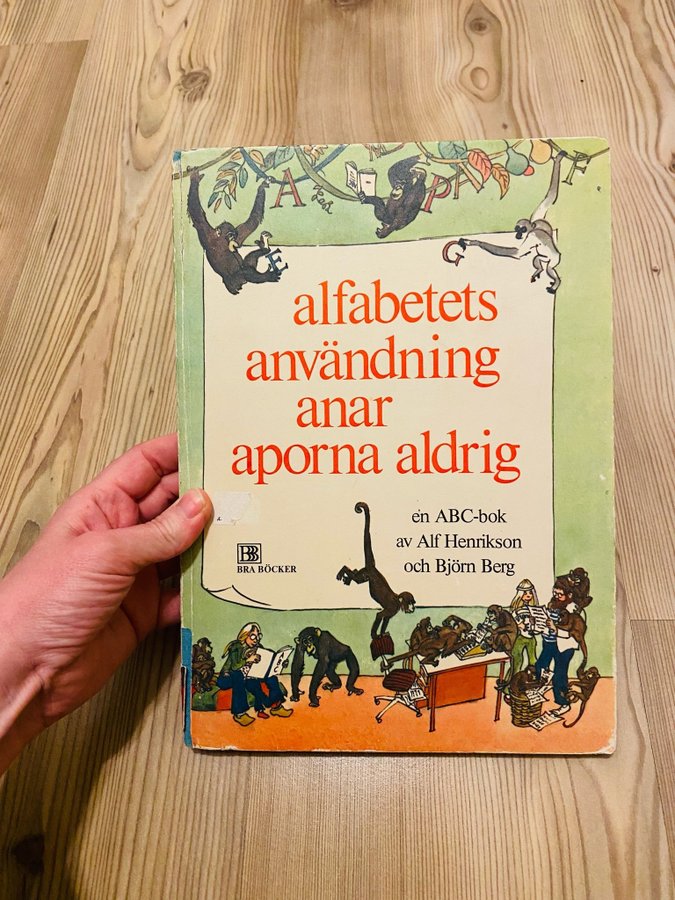 A
P
F
E
G
alfabetets
användning
anar
aporna aldrig
en ABC-bok
av Alf Henrikson
och Björn Berg
BB
BRA BÖCKER